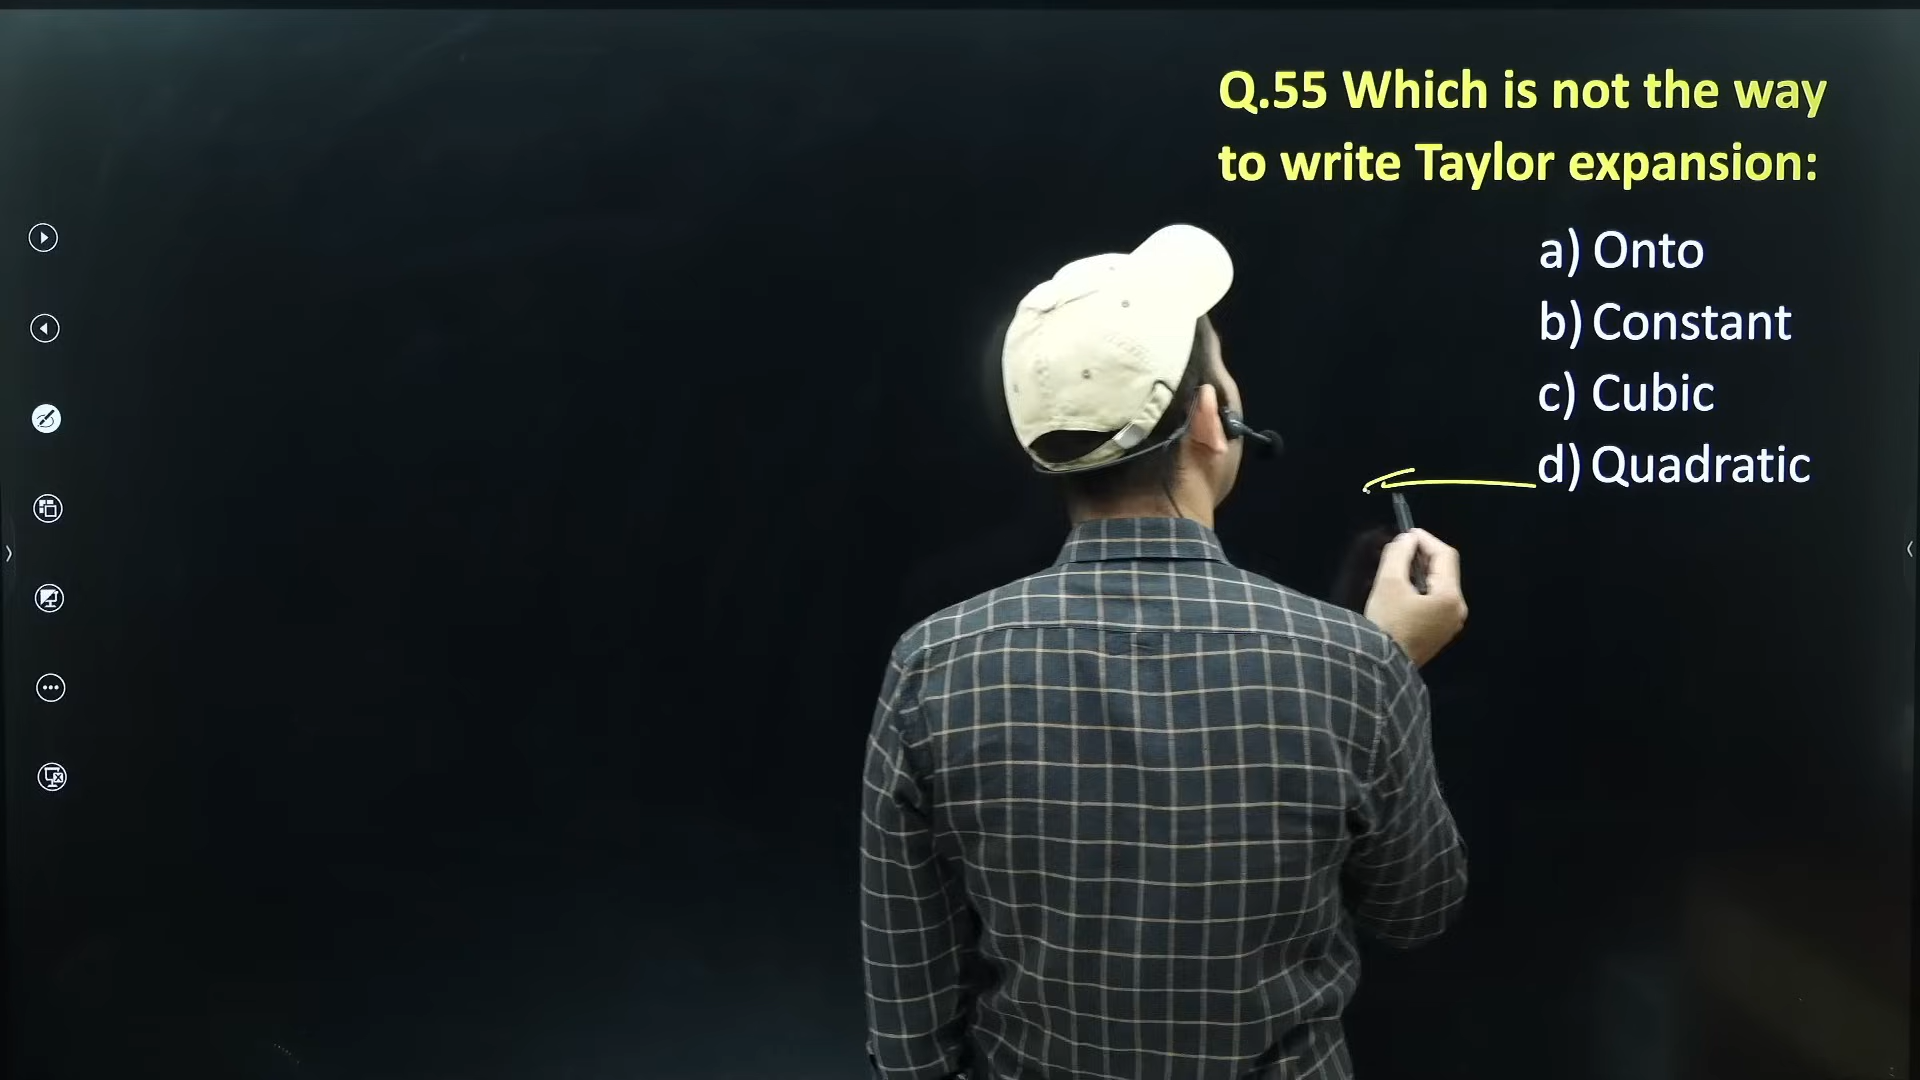 Q.55 Which is not the way
to write Taylor expansion:
a) Onto
b) Constant
c) Cubic
d) Quadratic